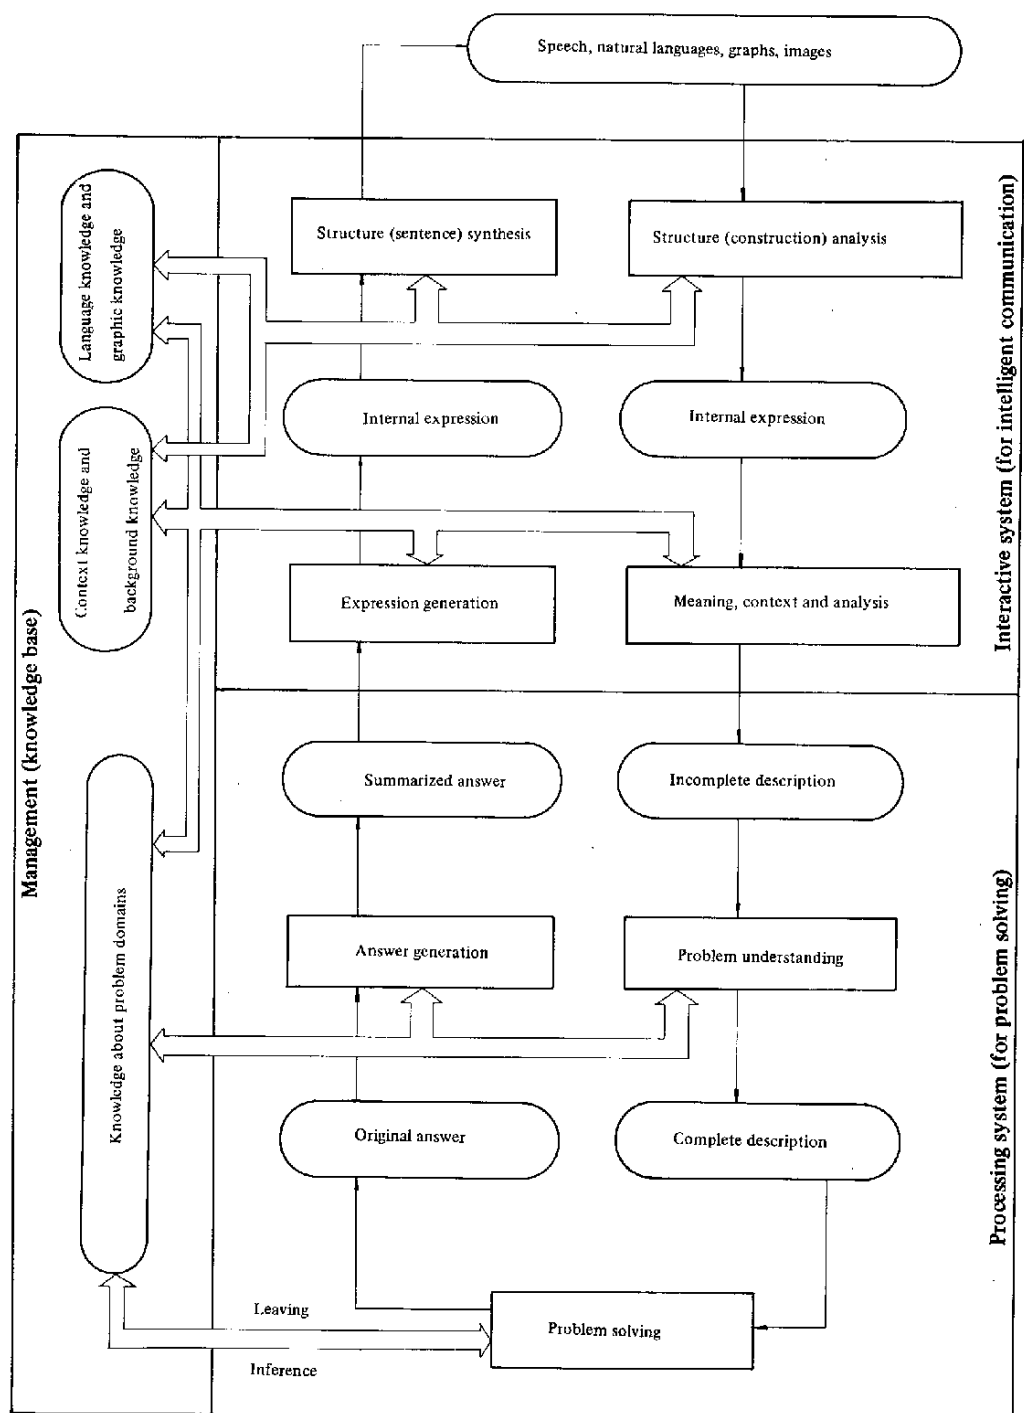 Speech, natural languages, graphs, images
Management (knowledge base)
Language knowledge and
graphic knowledge
Context knowledge and
background knowledge
Knowledge about problem domains
Interactive system (for intelligent communication)
Structure (sentence) synthesis
Structure (construction) analysis
Internal expression
Internal expression
Expression generation
Meaning, context and analysis
Processing system (for problem solving)
Summarized answer
Incomplete description
Answer generation
Problem understanding
Original answer
Complete description
Leaving
Inference
Problem solving